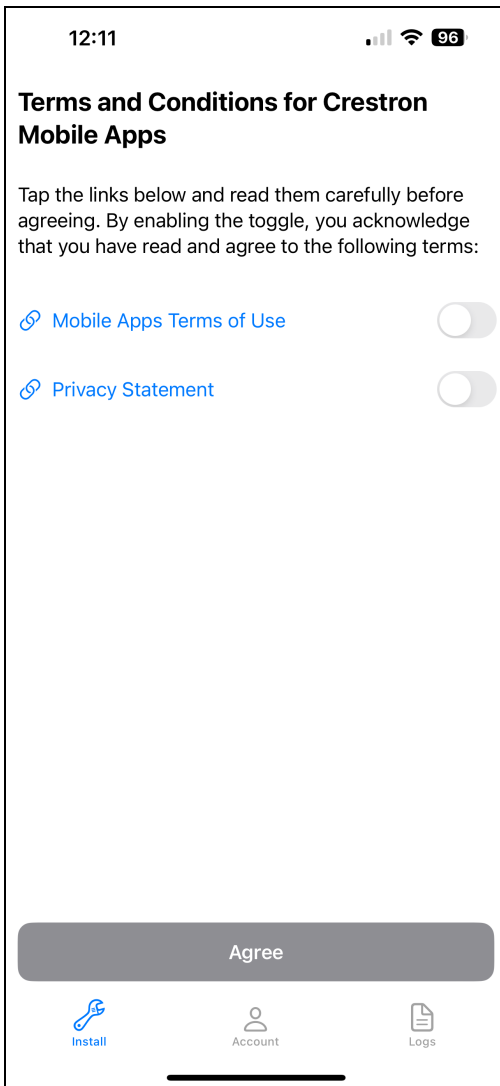 12:11
96
Terms and Conditions for Crestron
Mobile Apps
Tap the links below and read them carefully before
agreeing. By enabling the toggle, you acknowledge
that you have read and agree to the following terms:
Mobile Apps Terms of Use
Privacy Statement
Agree
Install
Account
Logs